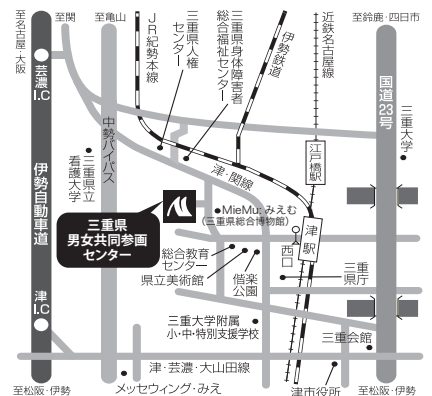 至名古屋・大阪
至関
至亀山
JR紀勢本線
三重県人権
センター
三重県身体障害者
総合福祉センター
伊勢鉄道
近鉄名古屋線
至鈴鹿・四日市
芸濃
I.C
中勢バイパス
国道23号
三重大学
江戸橋駅
三重県立
看護大学
津・関線
伊勢自動車道
三重県
男女共同参画
センター
MieMu:みえむ
(三重県総合博物館)
津駅
西口
総合教育
センター
県立美術館
偕楽
公園
三重
県庁
津
I.C
三重大学附属
小・中・特別支援学校
三重会館
津・芸濃・大山田線
至松阪・伊勢
メッセウィング・みえ
津市役所
至松阪・伊勢